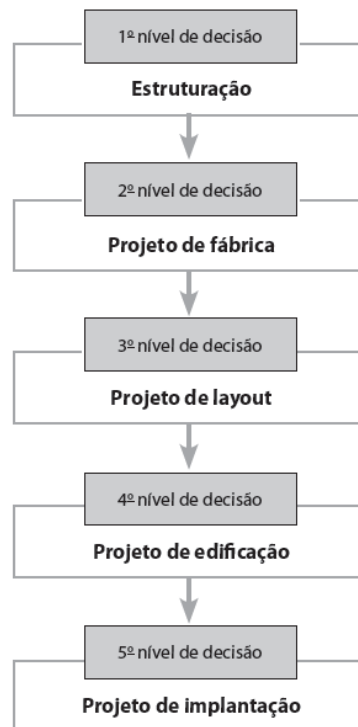 1º nível de decisão
Estruturação
2º nível de decisão
Projeto de fábrica
3º nível de decisão
Projeto de layout
4º nível de decisão
Projeto de edificação
5º nível de decisão
Projeto de implantação